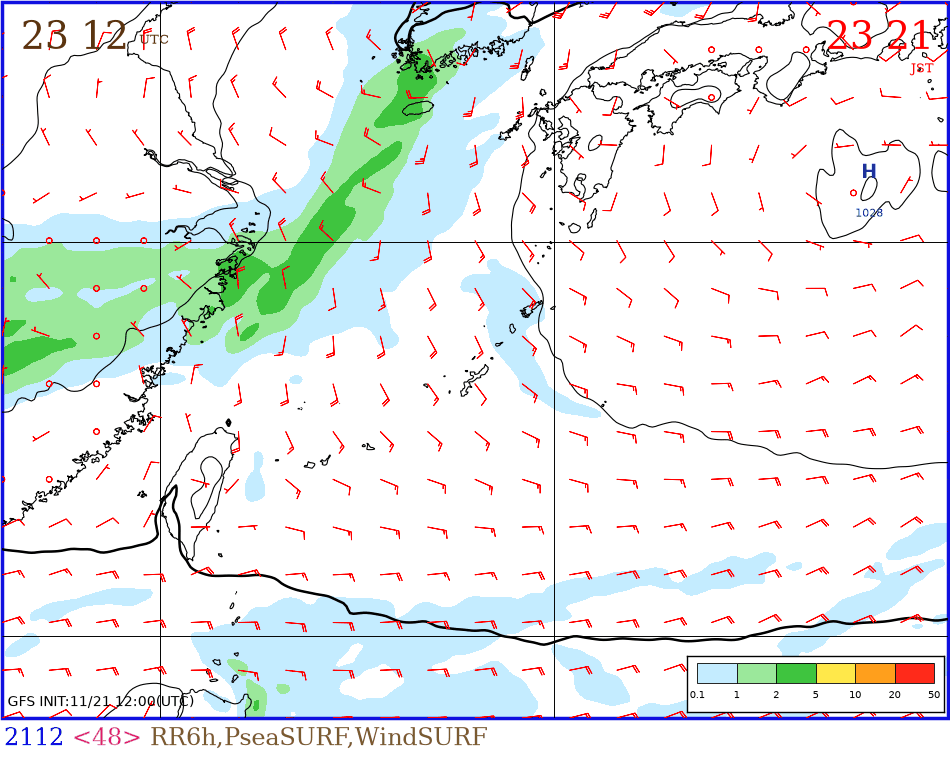 23 12 UTC
23 21 JST
H
1028
0.1 1 2 5 10 20 50
GFS INIT:11/21 12:00(UTC)
2112 <48> RR6h,PseaSURF,WindSURF